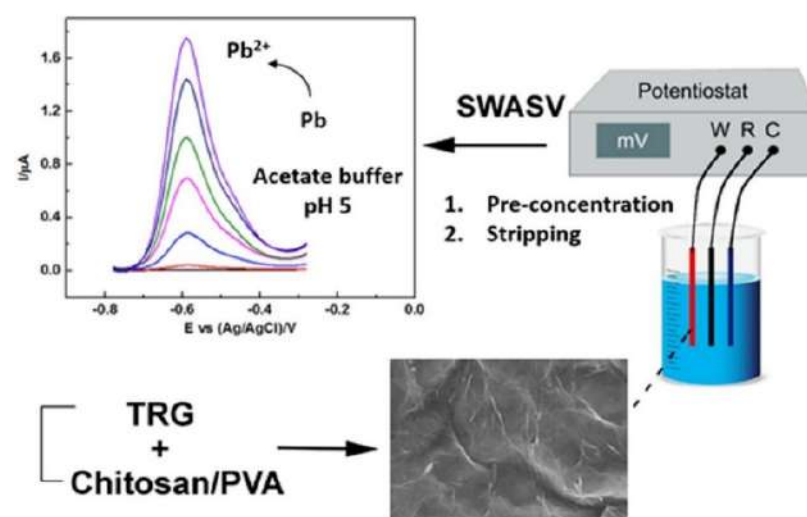 1.6
1.2
0.8
0.4
0.0
I/μA
Pb²⁺
Pb
Acetate buffer
pH 5
-0.8
-0.6
-0.4
-0.2
0.0
E vs (Ag/AgCl)/V
SWASV
1. Pre-concentration
2. Stripping
Potentiostat
mV
W R C
TRG
+
Chitosan/PVA